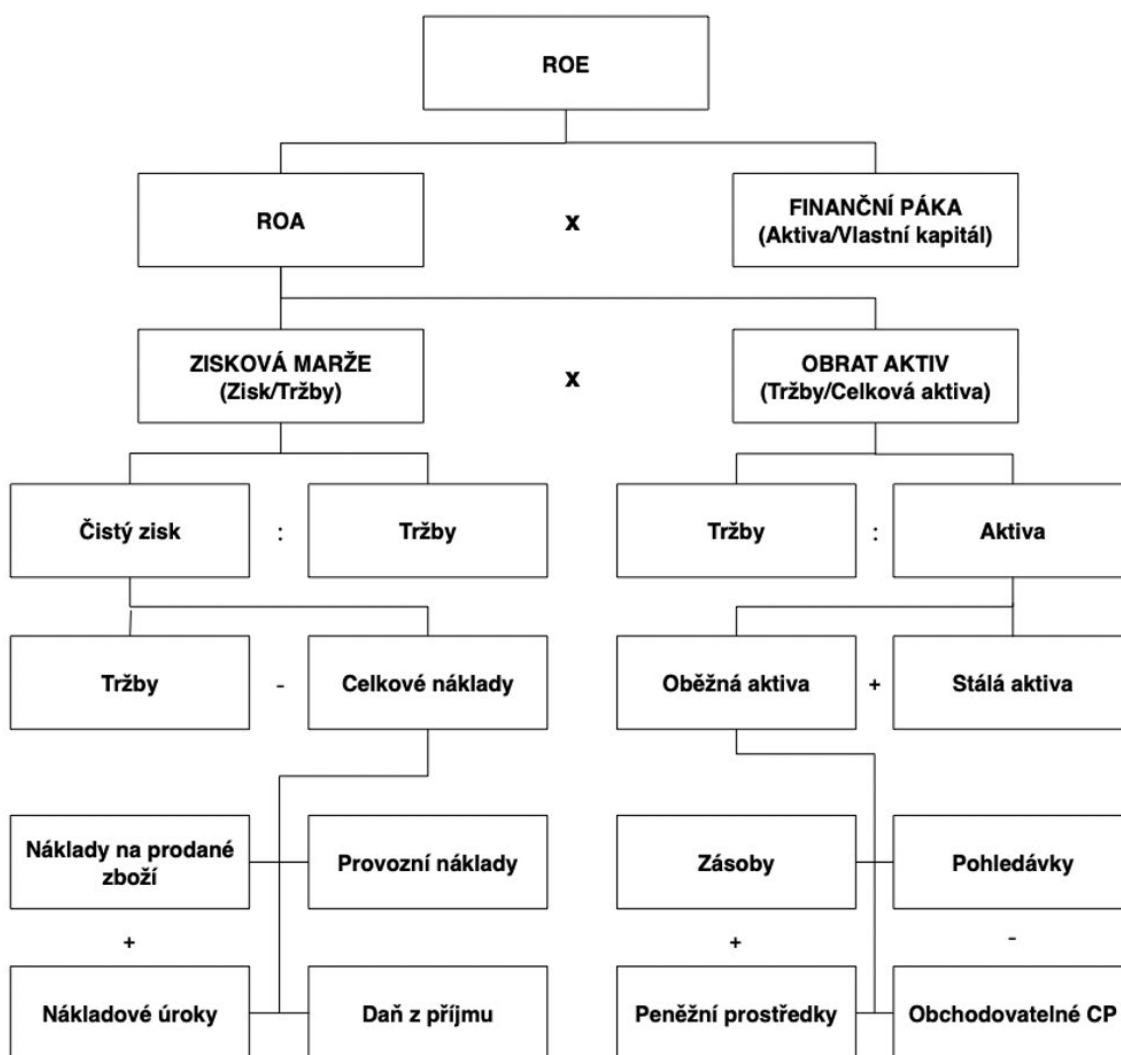 ROE
ROA
x
FINANČNÍ PÁKA
(Aktiva/Vlastní kapitál)
ZISKOVÁ MARŽE
(Zisk/Tržby)
x
OBRAT AKTIV
(Tržby/Celková aktiva)
Čistý zisk
:
Tržby
Tržby
:
Aktiva
Tržby
-
Celkové náklady
Oběžná aktiva
+
Stálá aktiva
Náklady na prodané
zboží
Provozní náklady
Zásoby
Pohledávky
+
+
-
Nákladové úroky
Daň z příjmu
Peněžní prostředky
Obchodovatelné CP